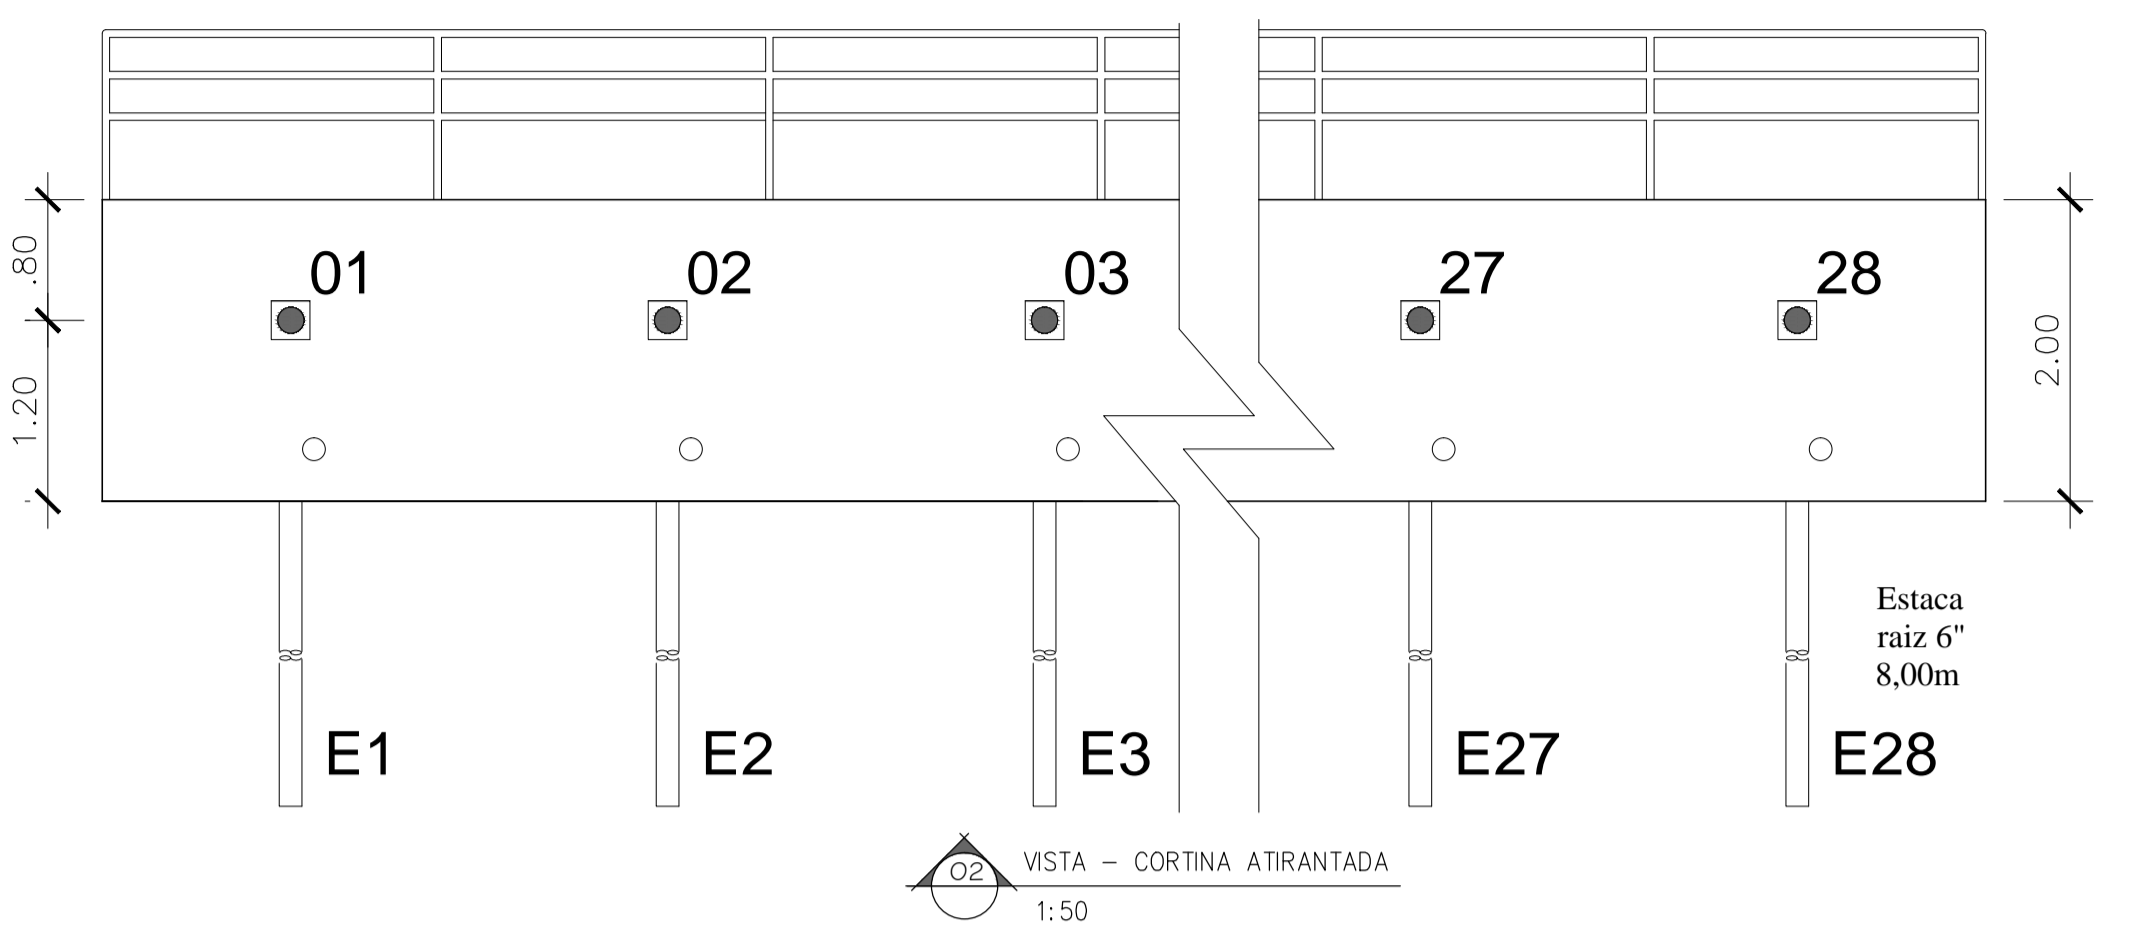 01 02 03 27 28
.80
1.20
2.00
Estaca
raiz 6"
8,00m
E1 E2 E3 E27 E28
02 VISTA - CORTINA ATIRANTADA
1:50